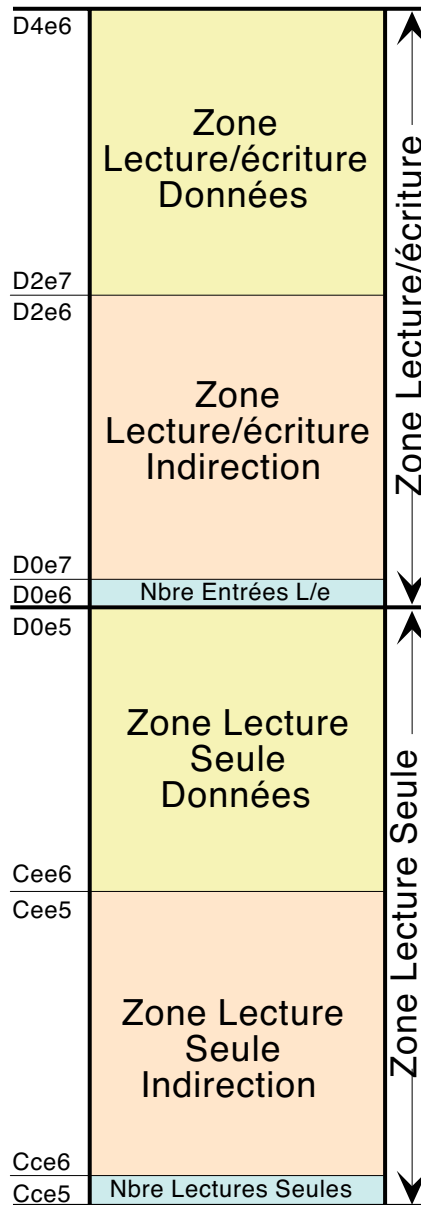 D4e6
Zone
Lecture/écriture
Données
D2e7
D2e6
Zone
Lecture/écriture
Indirection
D0e7
D0e6
Nbre Entrées L/e
Zone Lecture/écriture
D0e5
Zone Lecture
Seule
Données
Cee6
Cee5
Zone Lecture
Seule
Indirection
Cce6
Cce5
Nbre Lectures Seules
Zone Lecture Seule